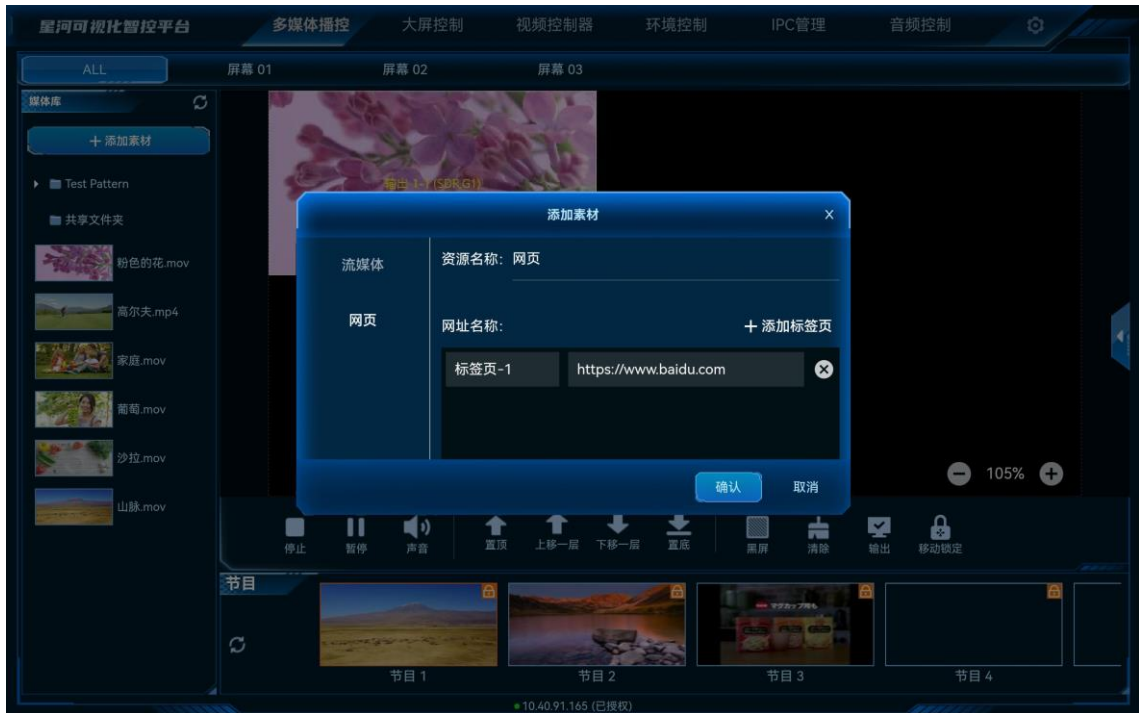 星河可视化智控平台
多媒体播控 大屏控制 视频控制器 环境控制 IPC管理 音频控制
ALL 屏幕 01 屏幕 02 屏幕 03
媒体库
+ 添加素材
Test Pattern
共享文件夹
粉色的花.mov
高尔夫.mp4
家庭.mov
葡萄.mov
沙拉.mov
山脉.mov
输出 1-1 (SDR,G1)
添加素材 X
流媒体
网页
资源名称: 网页
网址名称: + 添加标签页
标签页-1 https://www.baidu.com
确认 取消
105%
停止 暂停 声音 置顶 上移一层 下移一层 置底 黑屏 清除 输出 移动锁定
节目
节目 1 节目 2 节目 3 节目 4
10.40.91.165 (已授权)